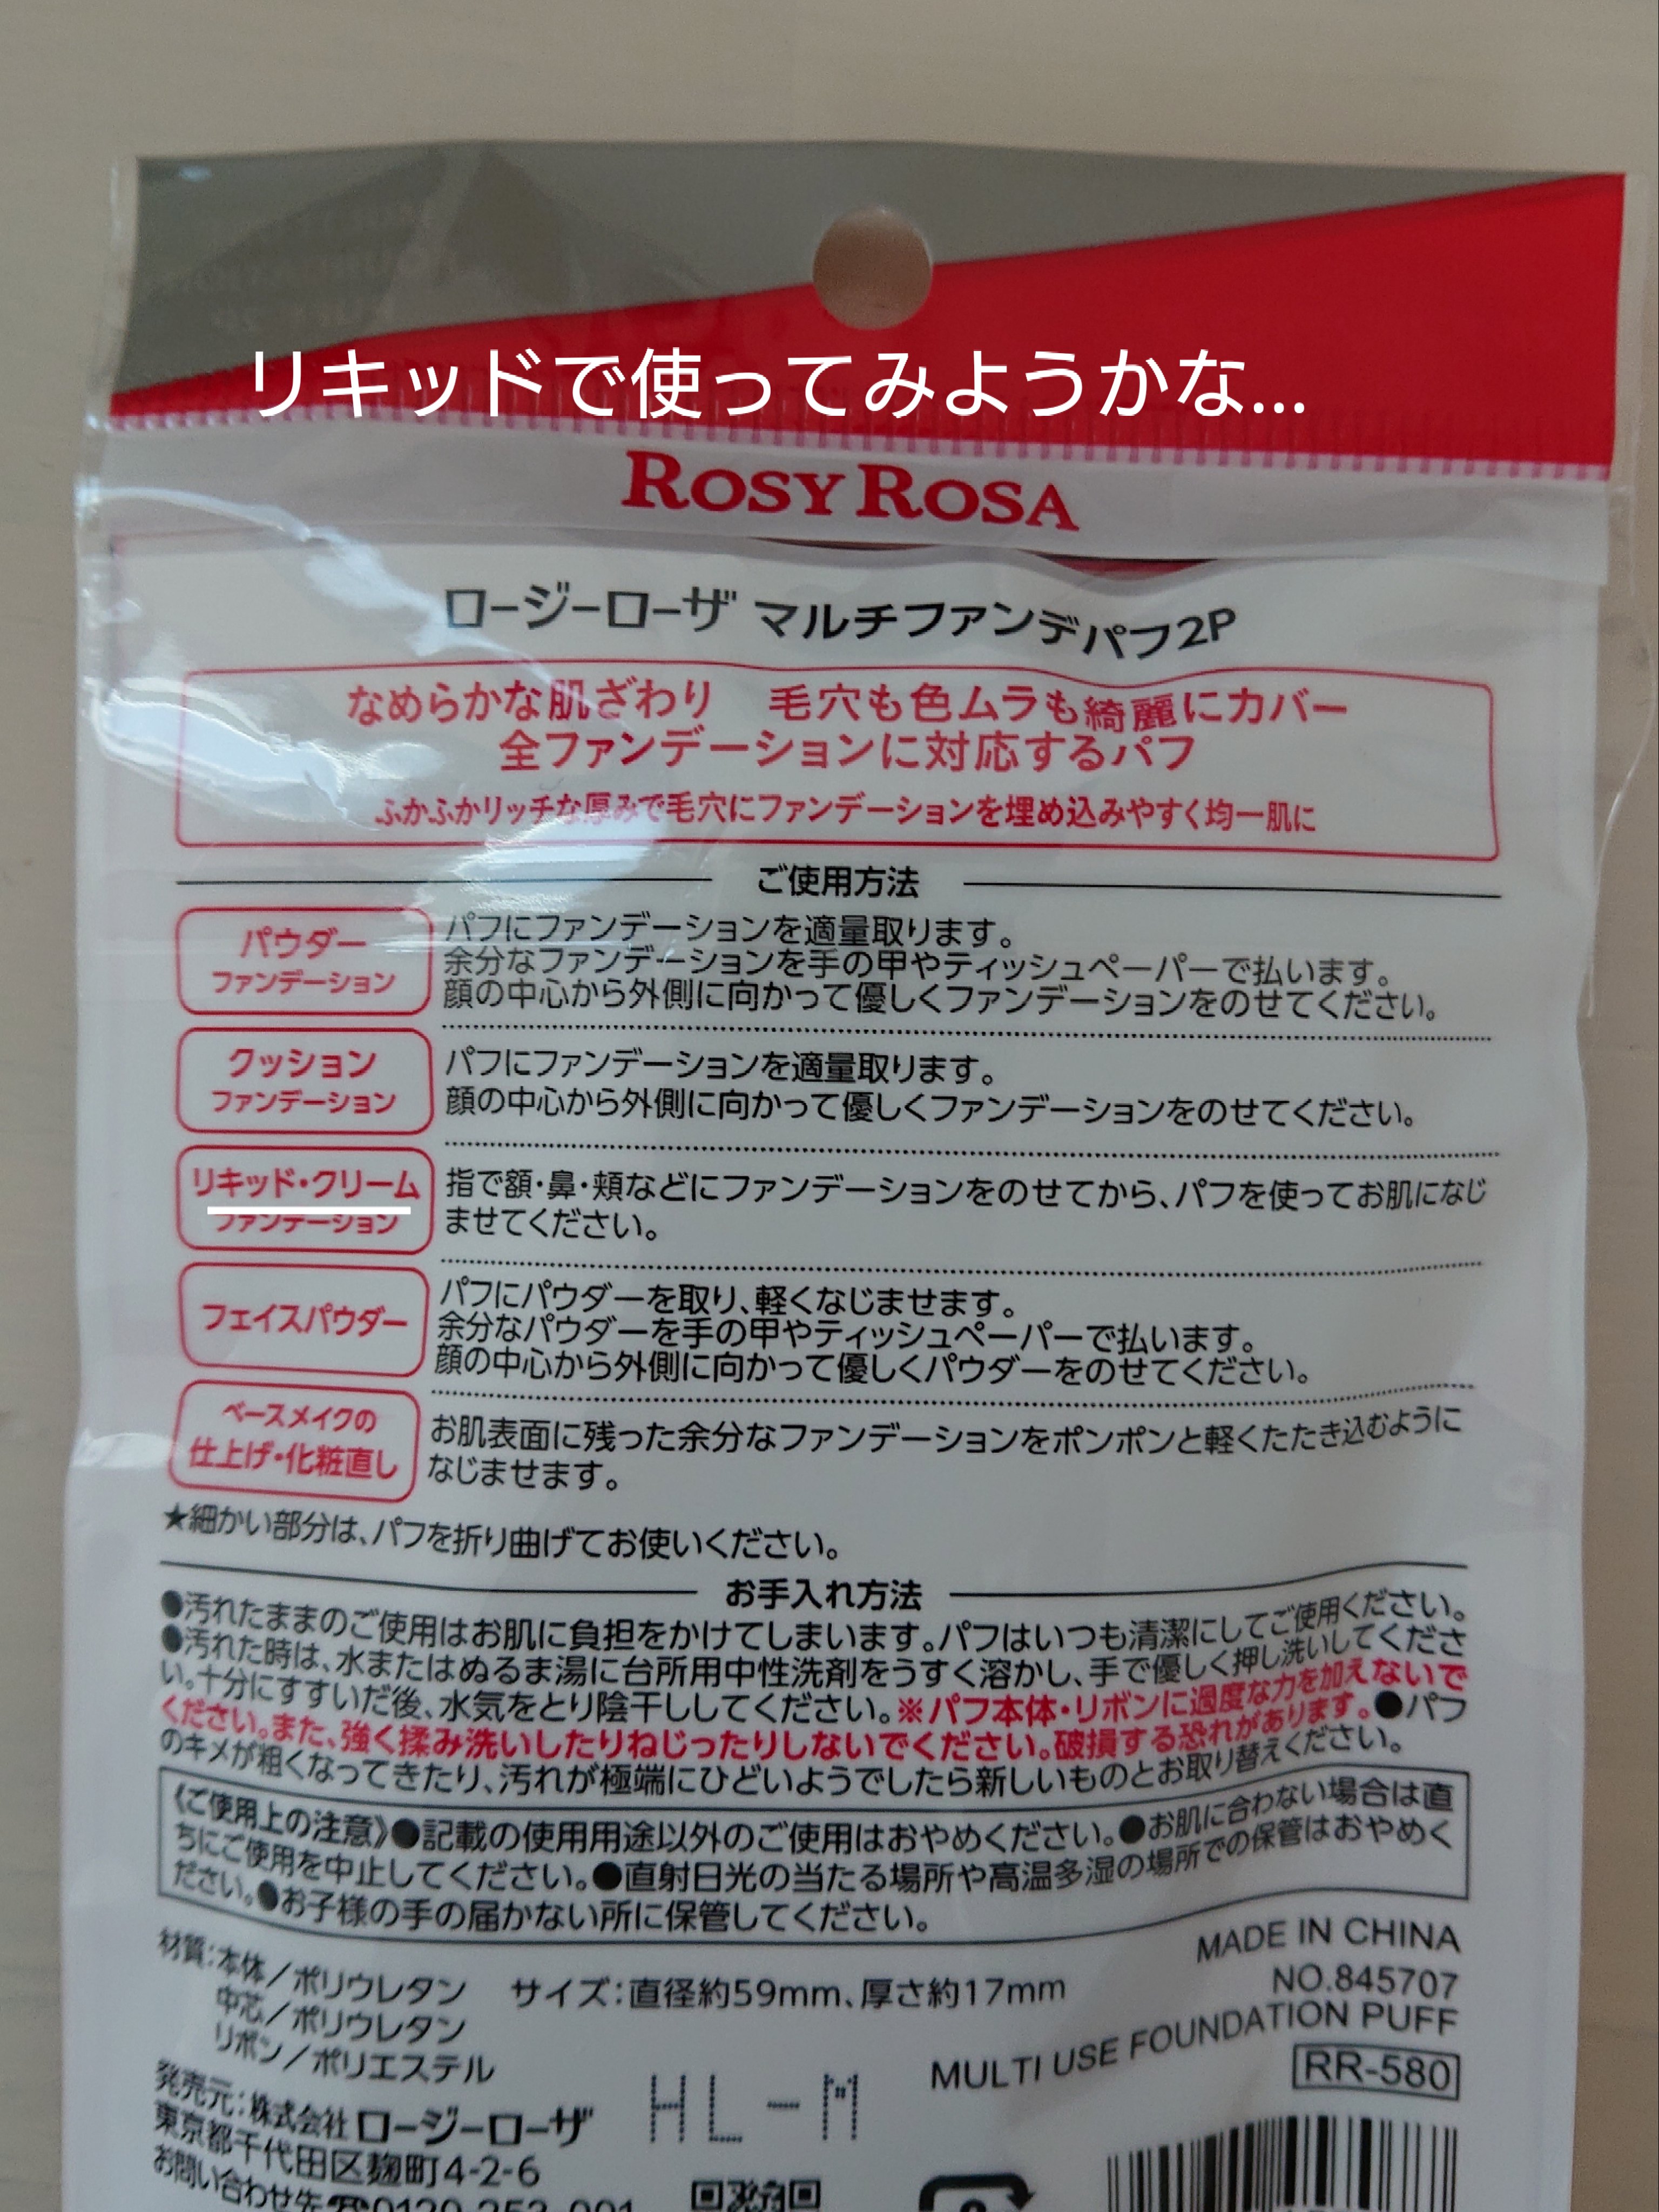 リキッドで使ってみようかな…
ROSY ROSA
ロージーローザ マルチファンデパフ2P
なめらかな肌ざわり 毛穴も色ムラも綺麗にカバー
全ファンデーションに対応するパフ
ふかふかリッチな厚みで毛穴にファンデーションを埋め込みやすく均一肌に
ご使用方法
パウダー
ファンデーション
パフにファンデーションを適量取ります。
余分なファンデーションを手の甲やティッシュペーパーで払います。
顔の中心から外側に向かって優しくファンデーションをのせてください。
クッション
ファンデーション
パフにファンデーションを適量取ります。
顔の中心から外側に向かって優しくファンデーションをのせてください。
リキッド・クリーム
ファンデーション
指で額・鼻・頬などにファンデーションをのせてから、パフを使ってお肌になじ
ませてください。
フェイスパウダー
パフにパウダーを取り、軽くなじませます。
余分なパウダーを手の甲やティッシュペーパーで払います。
顔の中心から外側に向かって優しくパウダーをのせてください。
ベースメイクの
仕上げ・化粧直し
お肌表面に残った余分なファンデーションをポンポンと軽くたたき込むように
なじませます。
★細かい部分は、パフを折り曲げてお使いください。
お手入れ方法
●汚れたままのご使用はお肌に負担をかけてしまいます。パフはいつも清潔にしてご使用ください。
●汚れた時は、水またはぬるま湯に台所用中性洗剤をうすく溶かし、手で優しく押し洗いしてくださ
い。十分にすすいだ後、水気をとり陰干ししてください。※パフ本体・リボンに過度な力を加えないで
ください。また、強く揉み洗いしたりねじったりしないでください。破損する恐れがあります。●パフ
のキメが粗くなってきたり、汚れが極端にひどいようでしたら新しいものとお取り替えください。
《ご使用上の注意》●記載の使用用途以外のご使用はおやめください。●お肌に合わない場合は直
ちにご使用を中止してください。●直射日光の当たる場所や高温多湿の場所での保管はおやめく
ださい。●お子様の手の届かない所に保管してください。
材質:本体/ポリウレタン サイズ:直径約59mm、厚さ約17mm
中芯/ポリウレタン
リボン/ポリエステル
MADE IN CHINA
NO.845707
MULTI USE FOUNDATION PUFF
RR-580
HL-M
発売元:株式会社 ロージーローザ
東京都千代田区麹町4-2-6
お問い合わせ先☎0120-253-001